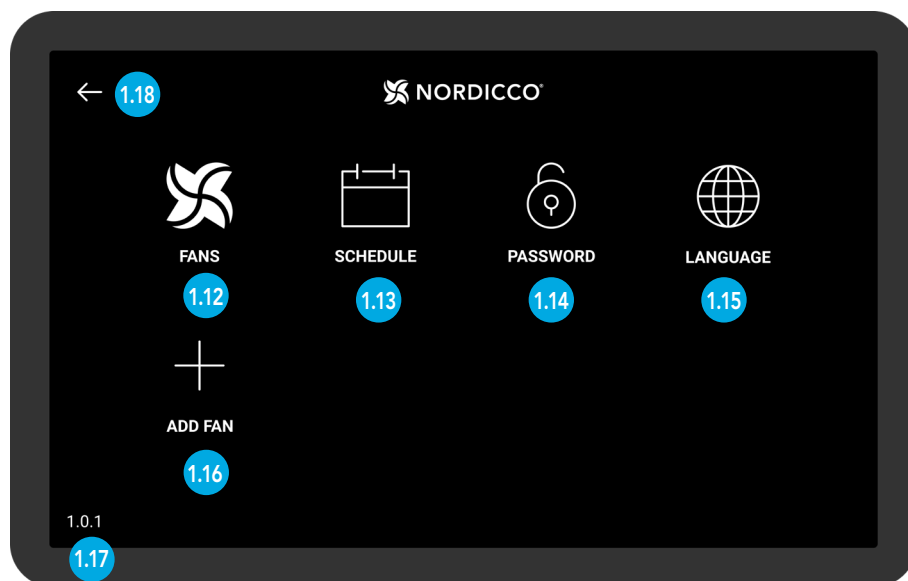 1.18
NORDICCO®
FANS SCHEDULE PASSWORD LANGUAGE
1.12 1.13 1.14 1.15
ADD FAN
1.16
1.0.1
1.17